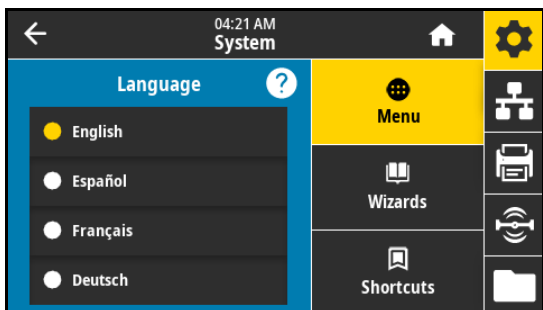 04:21 AM
System
Language
?
English
Español
Français
Deutsch
Menu
Wizards
Shortcuts